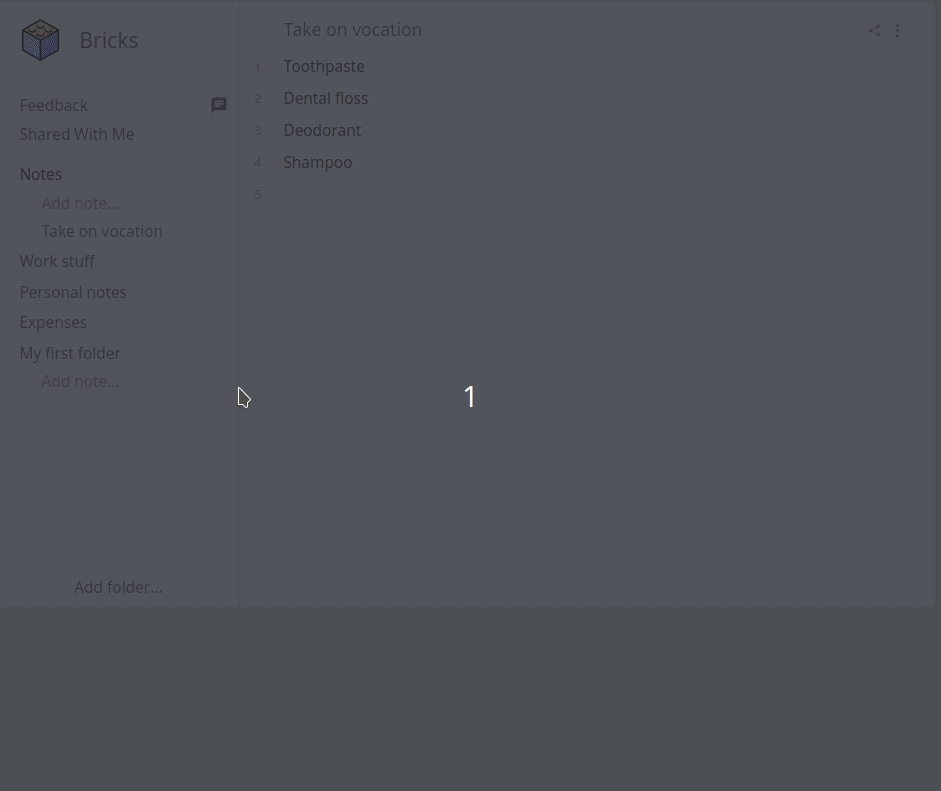 Bricks
Feedback
Shared With Me
Notes
Add note...
Take on vocation
Work stuff
Personal notes
Expenses
My first folder
Add note...
Add folder...
Take on vocation
1 Toothpaste
2 Dental floss
3 Deodorant
4 Shampoo
5
1